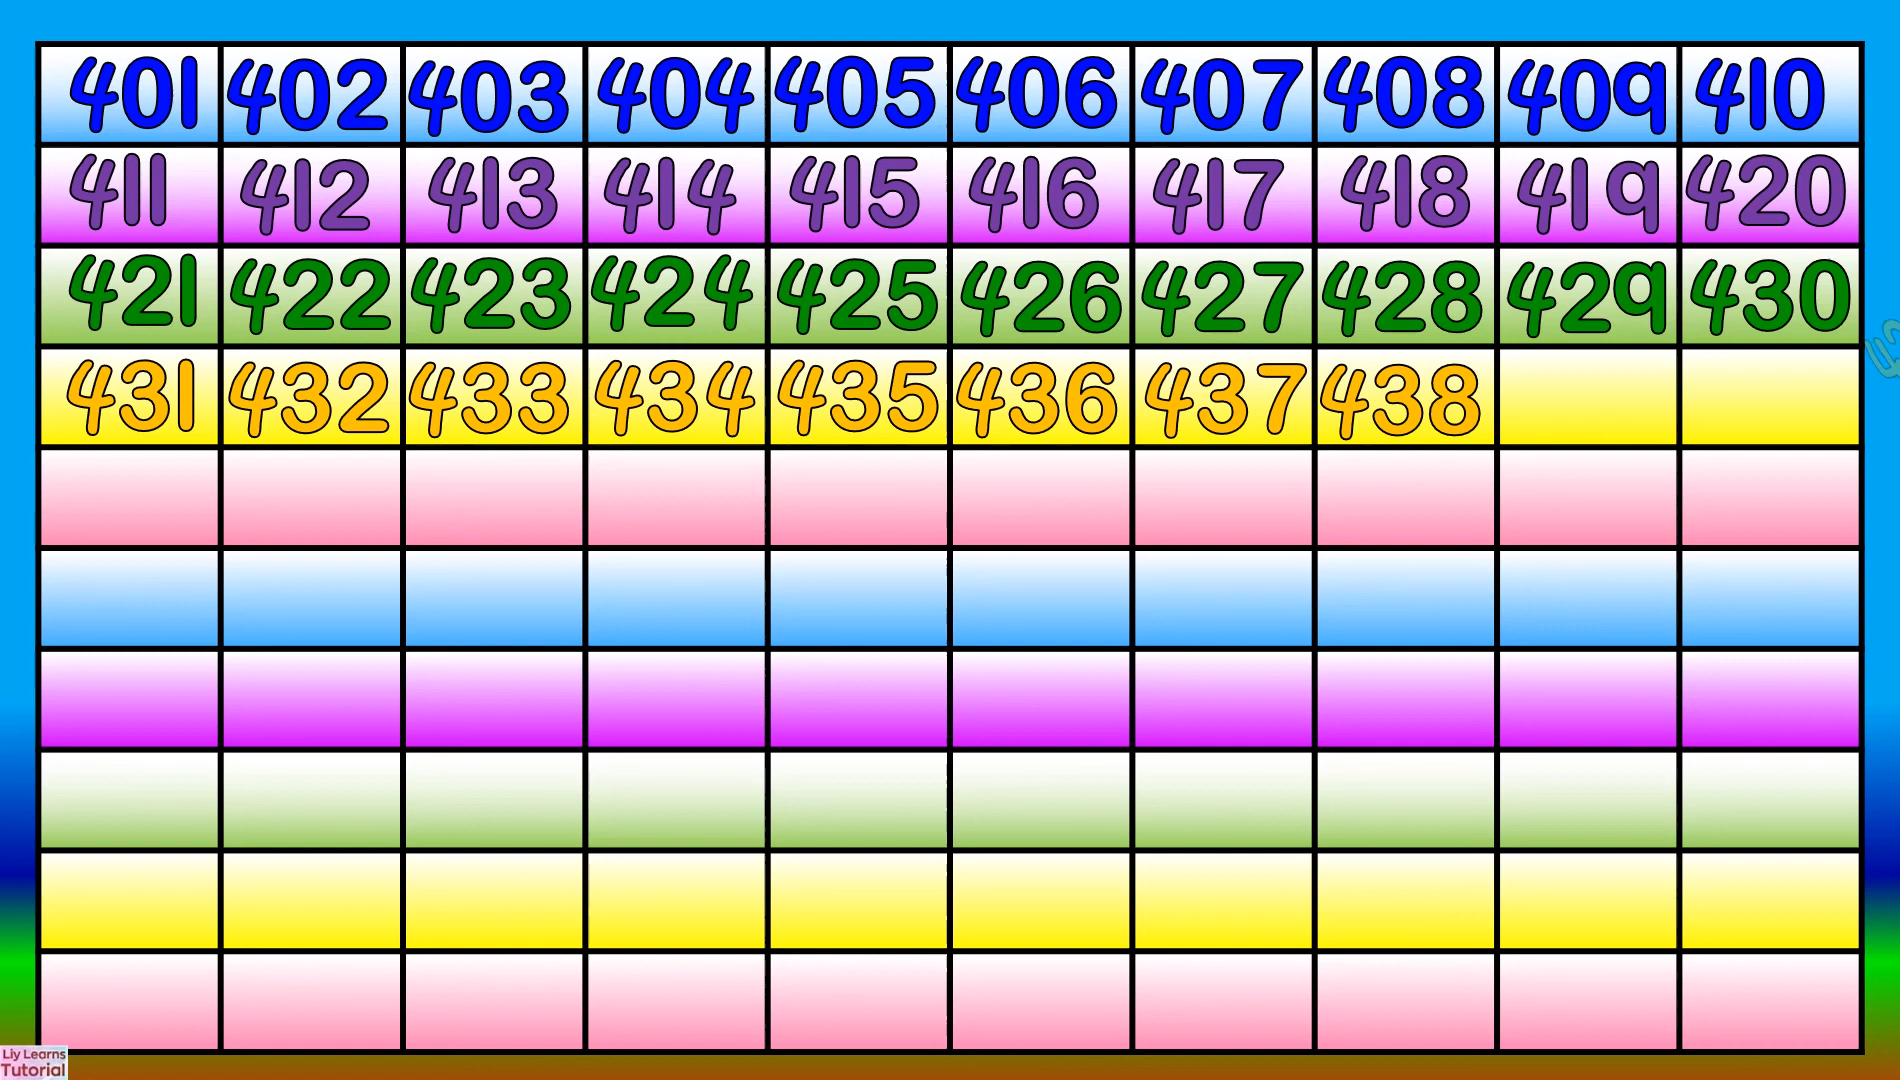 401 402 403 404 405 406 407 408 409 410
411 412 413 414 415 416 417 418 419 420
421 422 423 424 425 426 427 428 429 430
431 432 433 434 435 436 437 438
Liy Learns
Tutorial